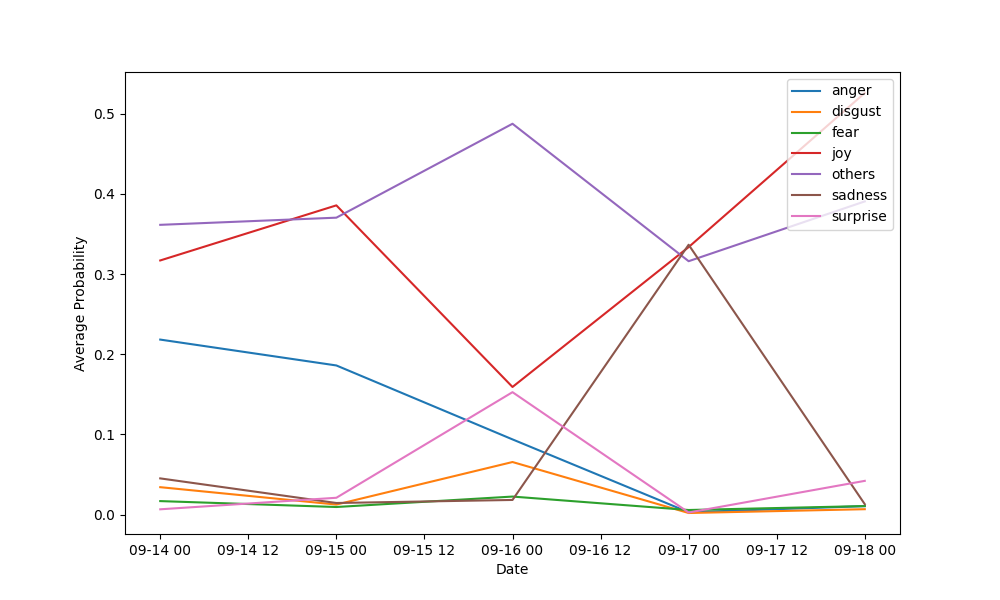 anger
disgust
fear
joy
others
sadness
surprise
0.5
0.4
0.3
0.2
0.1
0.0
Average Probability
09-14 00 09-14 12 09-15 00 09-15 12 09-16 00 09-16 12 09-17 00 09-17 12 09-18 00
Date